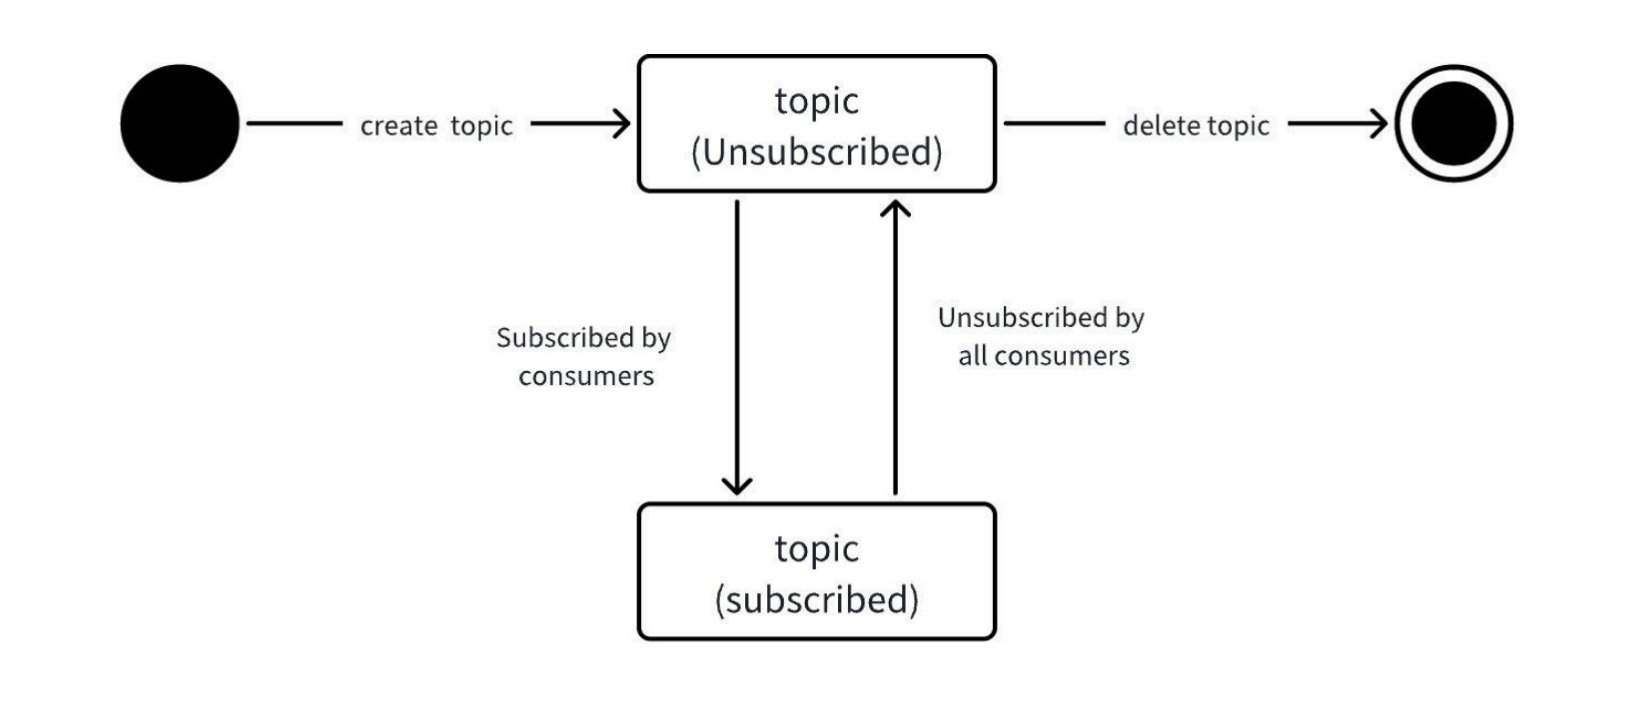 create topic
topic
(Unsubscribed)
delete topic
Subscribed by
consumers
Unsubscribed by
all consumers
topic
(subscribed)